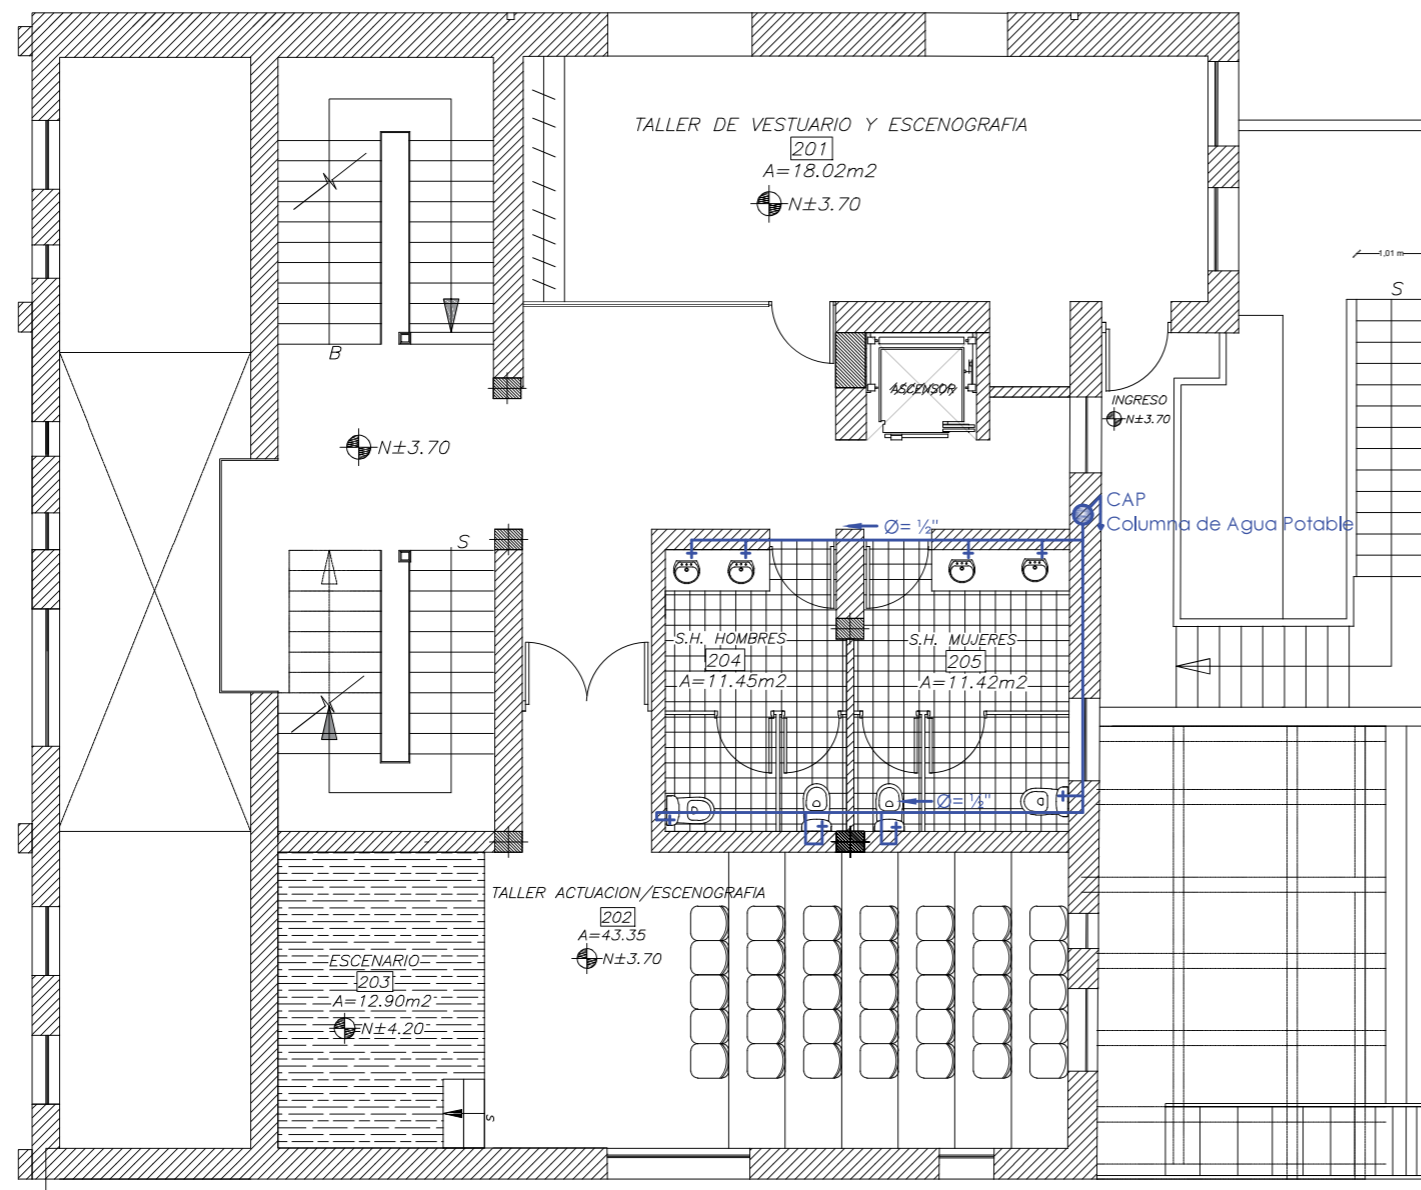 TALLER DE VESTUARIO Y ESCENOGRAFIA
201
A=18.02m2
N±3.70
1,01 m
S
B
ASCENSOR
INGRESO
N±3.70
N±3.70
CAP
Columna de Agua Potable
Ø= ½"
S
S.H. HOMBRES
204
A=11.45m2
S.H. MUJERES
205
A=11.42m2
Ø= ½"
TALLER ACTUACION/ESCENOGRAFIA
202
A=43.35
N±3.70
ESCENARIO
203
A=12.90m2
N±4.20
s